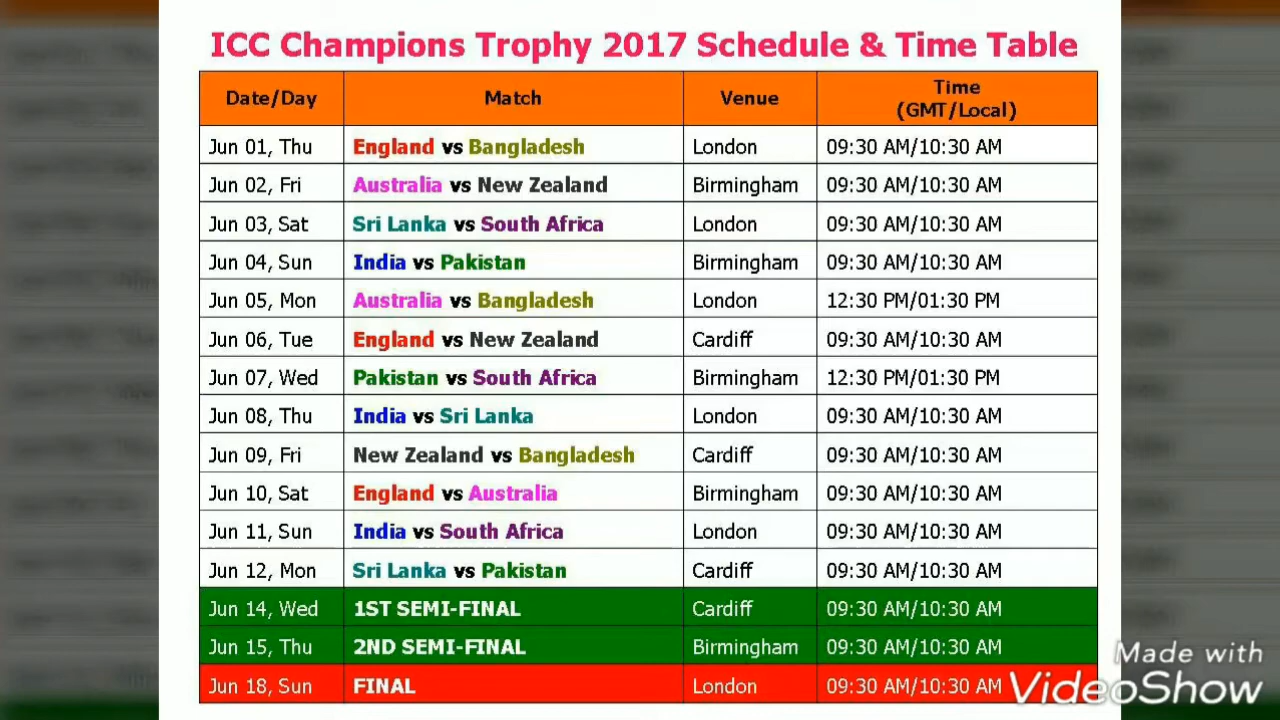 ICC Champions Trophy 2017 Schedule & Time Table
Date/Day Match Venue Time (GMT/Local)
Jun 01, Thu England vs Bangladesh London 09:30 AM/10:30 AM
Jun 02, Fri Australia vs New Zealand Birmingham 09:30 AM/10:30 AM
Jun 03, Sat Sri Lanka vs South Africa London 09:30 AM/10:30 AM
Jun 04, Sun India vs Pakistan Birmingham 09:30 AM/10:30 AM
Jun 05, Mon Australia vs Bangladesh London 12:30 PM/01:30 PM
Jun 06, Tue England vs New Zealand Cardiff 09:30 AM/10:30 AM
Jun 07, Wed Pakistan vs South Africa Birmingham 12:30 PM/01:30 PM
Jun 08, Thu India vs Sri Lanka London 09:30 AM/10:30 AM
Jun 09, Fri New Zealand vs Bangladesh Cardiff 09:30 AM/10:30 AM
Jun 10, Sat England vs Australia Birmingham 09:30 AM/10:30 AM
Jun 11, Sun India vs South Africa London 09:30 AM/10:30 AM
Jun 12, Mon Sri Lanka vs Pakistan Cardiff 09:30 AM/10:30 AM
Jun 14, Wed 1ST SEMI-FINAL Cardiff 09:30 AM/10:30 AM
Jun 15, Thu 2ND SEMI-FINAL Birmingham 09:30 AM/10:30 AM
Jun 18, Sun FINAL London 09:30 AM/10:30 AM
Made with
VideoShow